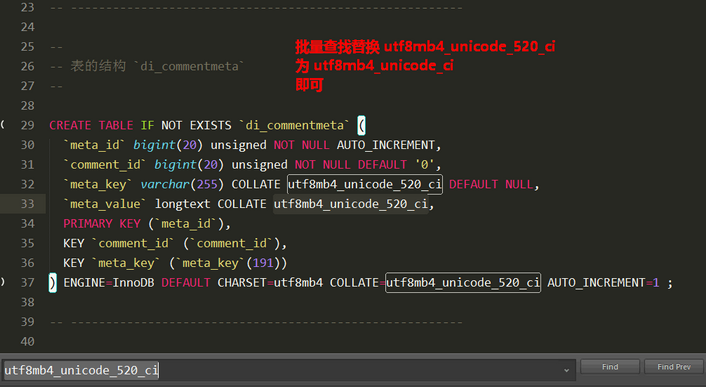 23 -- --------------------------------------------------------
24
25 --
26 -- 表的结构 `di_commentmeta`
27 --
批量查找替换 utf8mb4_unicode_520_ci
为 utf8mb4_unicode_ci
即可
28
29 CREATE TABLE IF NOT EXISTS `di_commentmeta` (
30 `meta_id` bigint(20) unsigned NOT NULL AUTO_INCREMENT,
31 `comment_id` bigint(20) unsigned NOT NULL DEFAULT '0',
32 `meta_key` varchar(255) COLLATE utf8mb4_unicode_520_ci DEFAULT NULL,
33 `meta_value` longtext COLLATE utf8mb4_unicode_520_ci,
34 PRIMARY KEY (`meta_id`),
35 KEY `comment_id` (`comment_id`),
36 KEY `meta_key` (`meta_key`(191))
37 ) ENGINE=InnoDB DEFAULT CHARSET=utf8mb4 COLLATE=utf8mb4_unicode_520_ci AUTO_INCREMENT=1 ;
38
39 -- --------------------------------------------------------
40
utf8mb4_unicode_520_ci
Find
Find Prev